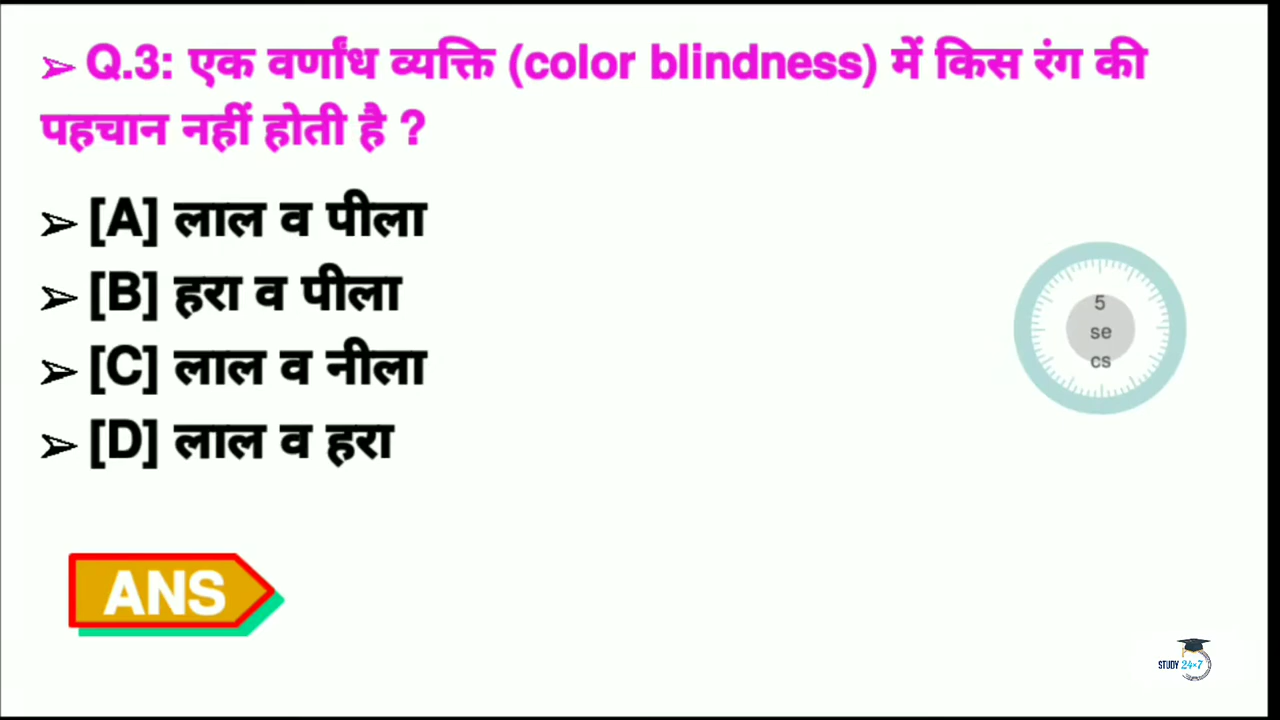 ➢ Q.3: एक वर्णांध व्यक्ति (color blindness) में किस रंग की
पहचान नहीं होती है ?
➢ [A] लाल व पीला
➢ [B] हरा व पीला
➢ [C] लाल व नीला
➢ [D] लाल व हरा
5
se
cs
ANS
STUDY 24×7